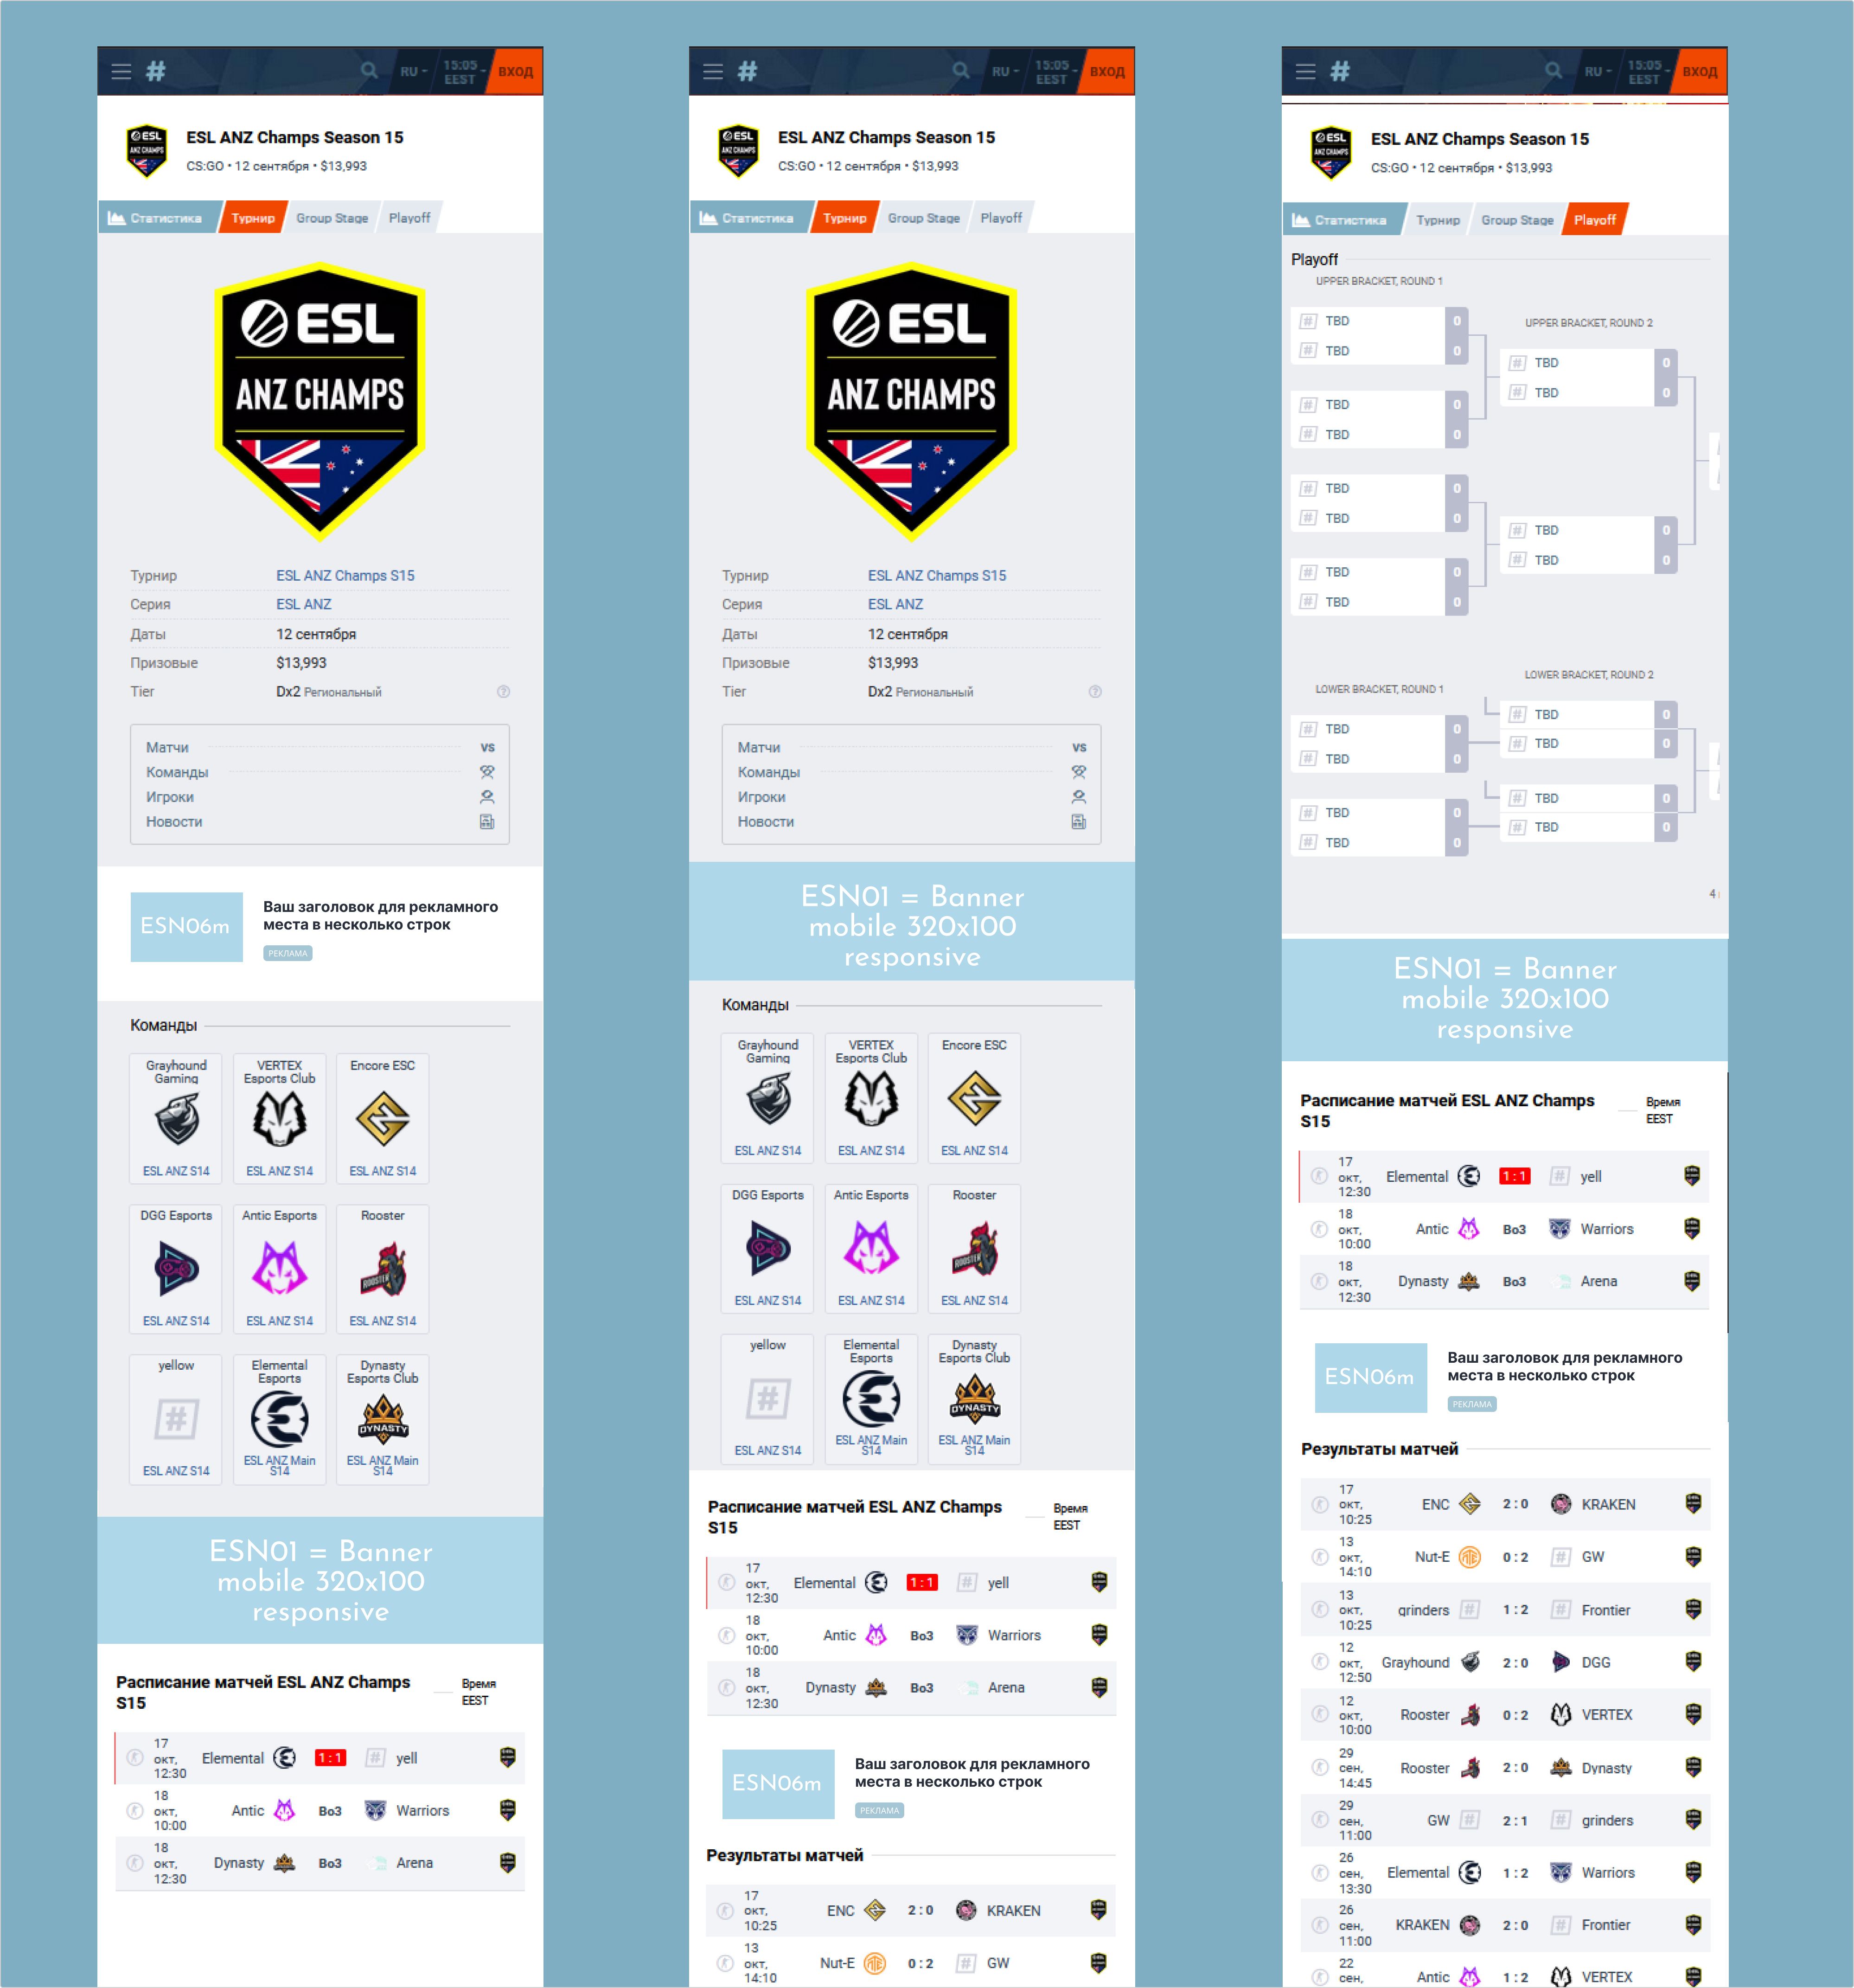 #
RU
15:05
EEST
ВХОД
ESL
ANZ CHAMPS
ESL ANZ Champs Season 15
CS:GO • 12 сентября • $13,993
Статистика
Турнир
Group Stage
Playoff
ESL
ANZ CHAMPS
Турнир ESL ANZ Champs S15
Серия ESL ANZ
Даты 12 сентября
Призовые $13,993
Tier Dx2 Региональный ?
Матчи vs
Команды
Игроки
Новости
ESN06m
Ваш заголовок для рекламного
места в несколько строк
РЕКЛАМА
Команды
Grayhound
Gaming
ESL ANZ S14
VERTEX
Esports Club
ESL ANZ S14
Encore ESC
ESL ANZ S14
DGG Esports
ESL ANZ S14
Antic Esports
ESL ANZ S14
Rooster
ROOSTER
ESL ANZ S14
yellow
#
ESL ANZ S14
Elemental
Esports
ESL ANZ Main
S14
Dynasty
Esports Club
DYNASTY
ESL ANZ Main
S14
ESN01 = Banner
mobile 320x100
responsive
Расписание матчей ESL ANZ Champs
S15
Время
EEST
17
окт,
12:30
Elemental 1 : 1 # yell
18
окт,
10:00
Antic Bo3 Warriors
18
окт,
12:30
Dynasty Bo3 Arena
#
RU
15:05
EEST
ВХОД
ESL
ANZ CHAMPS
ESL ANZ Champs Season 15
CS:GO • 12 сентября • $13,993
Статистика
Турнир
Group Stage
Playoff
ESL
ANZ CHAMPS
Турнир ESL ANZ Champs S15
Серия ESL ANZ
Даты 12 сентября
Призовые $13,993
Tier Dx2 Региональный ?
Матчи vs
Команды
Игроки
Новости
ESN01 = Banner
mobile 320x100
responsive
Команды
Grayhound
Gaming
ESL ANZ S14
VERTEX
Esports Club
ESL ANZ S14
Encore ESC
ESL ANZ S14
DGG Esports
ESL ANZ S14
Antic Esports
ESL ANZ S14
Rooster
ROOSTER
ESL ANZ S14
yellow
#
ESL ANZ S14
Elemental
Esports
ESL ANZ Main
S14
Dynasty
Esports Club
DYNASTY
ESL ANZ Main
S14
Расписание матчей ESL ANZ Champs
S15
Время
EEST
17
окт,
12:30
Elemental 1 : 1 # yell
18
окт,
10:00
Antic Bo3 Warriors
18
окт,
12:30
Dynasty Bo3 Arena
ESN06m
Ваш заголовок для рекламного
места в несколько строк
РЕКЛАМА
Результаты матчей
17
окт,
10:25
ENC 2 : 0 KRAKEN
13
окт,
14:10
Nut-E 0 : 2 # GW
#
RU
15:05
EEST
ВХОД
ESL
ANZ CHAMPS
ESL ANZ Champs Season 15
CS:GO • 12 сентября • $13,993
Статистика
Турнир
Group Stage
Playoff
Playoff
UPPER BRACKET, ROUND 1
# TBD 0
# TBD 0
# TBD 0
# TBD 0
# TBD 0
# TBD 0
# TBD 0
# TBD 0
UPPER BRACKET, ROUND 2
# TBD 0
# TBD 0
# TBD 0
# TBD 0
LOWER BRACKET, ROUND 1
# TBD 0
# TBD 0
# TBD 0
# TBD 0
LOWER BRACKET, ROUND 2
# TBD 0
# TBD 0
# TBD 0
# TBD 0
4
ESN01 = Banner
mobile 320x100
responsive
Расписание матчей ESL ANZ Champs
S15
Время
EEST
17
окт,
12:30
Elemental 1 : 1 # yell
18
окт,
10:00
Antic Bo3 Warriors
18
окт,
12:30
Dynasty Bo3 Arena
ESN06m
Ваш заголовок для рекламного
места в несколько строк
РЕКЛАМА
Результаты матчей
17
окт,
10:25
ENC 2 : 0 KRAKEN
13
окт,
14:10
Nut-E 0 : 2 # GW
13
окт,
10:25
grinders # 1 : 2 # Frontier
12
окт,
12:50
Grayhound 2 : 0 DGG
12
окт,
10:00
Rooster 0 : 2 VERTEX
29
сен,
14:45
Rooster 2 : 0 Dynasty
29
сен,
11:00
GW # 2 : 1 # grinders
26
сен,
13:30
Elemental 1 : 2 Warriors
26
сен,
11:00
KRAKEN 2 : 0 # Frontier
22
сен,
Antic 1 : 2 VERTEX